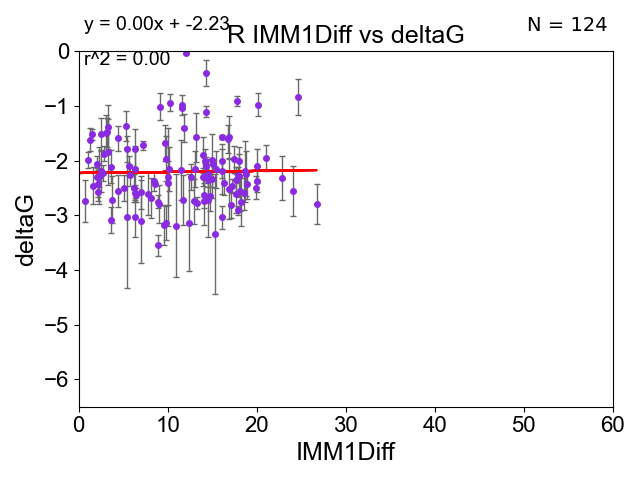 y = 0.00x + -2.23
N = 124
R IMM1Diff vs deltaG
r^2 = 0.00
deltaG
0
−1
−2
−3
−4
−5
−6
0 10 20 30 40 50 60
IMM1Diff